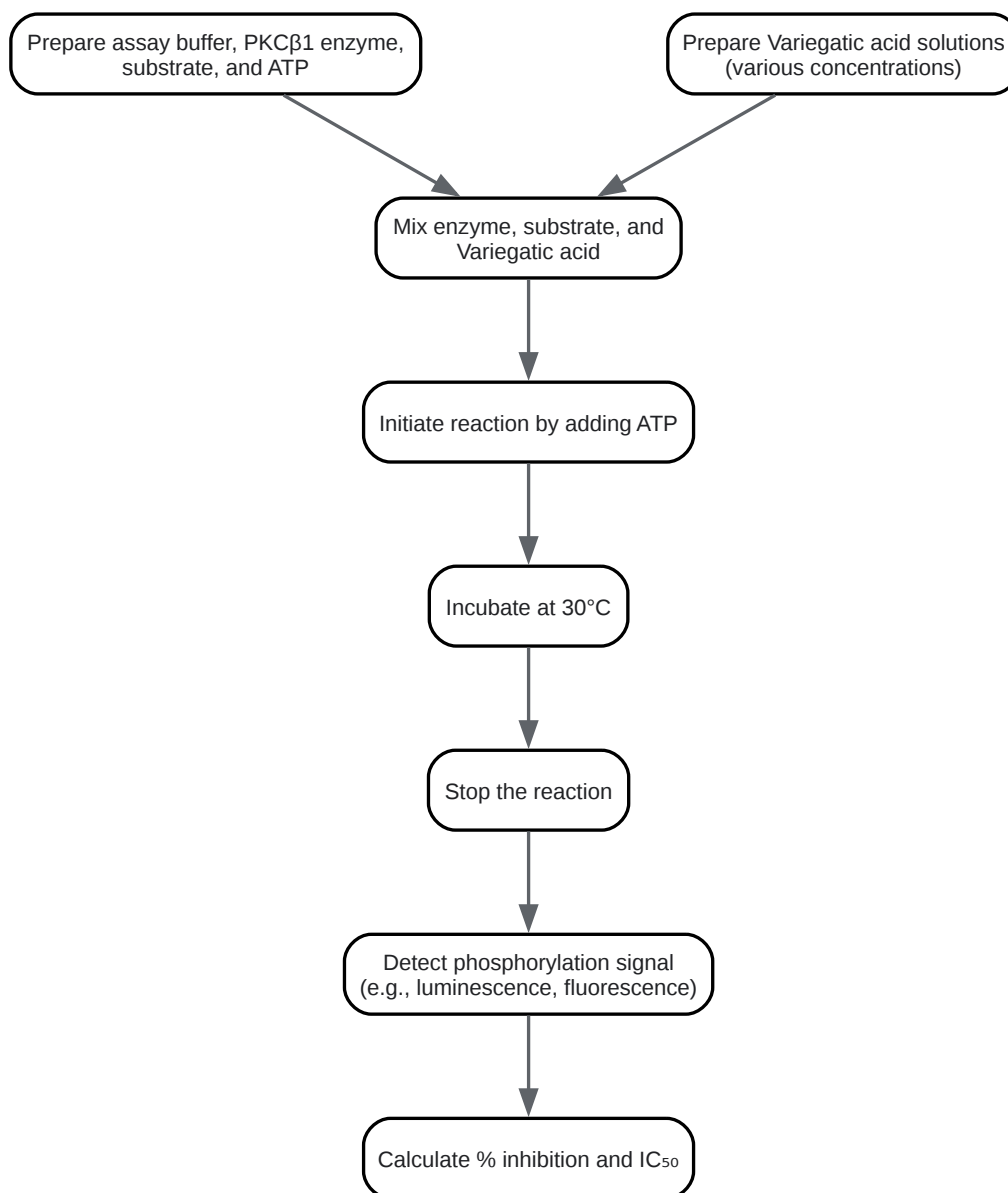 Prepare assay buffer, PKCβ1 enzyme,
substrate, and ATP
Prepare Variegatic acid solutions
(various concentrations)
Mix enzyme, substrate, and
Variegatic acid
Initiate reaction by adding ATP
Incubate at 30°C
Stop the reaction
Detect phosphorylation signal
(e.g., luminescence, fluorescence)
Calculate % inhibition and IC₅₀